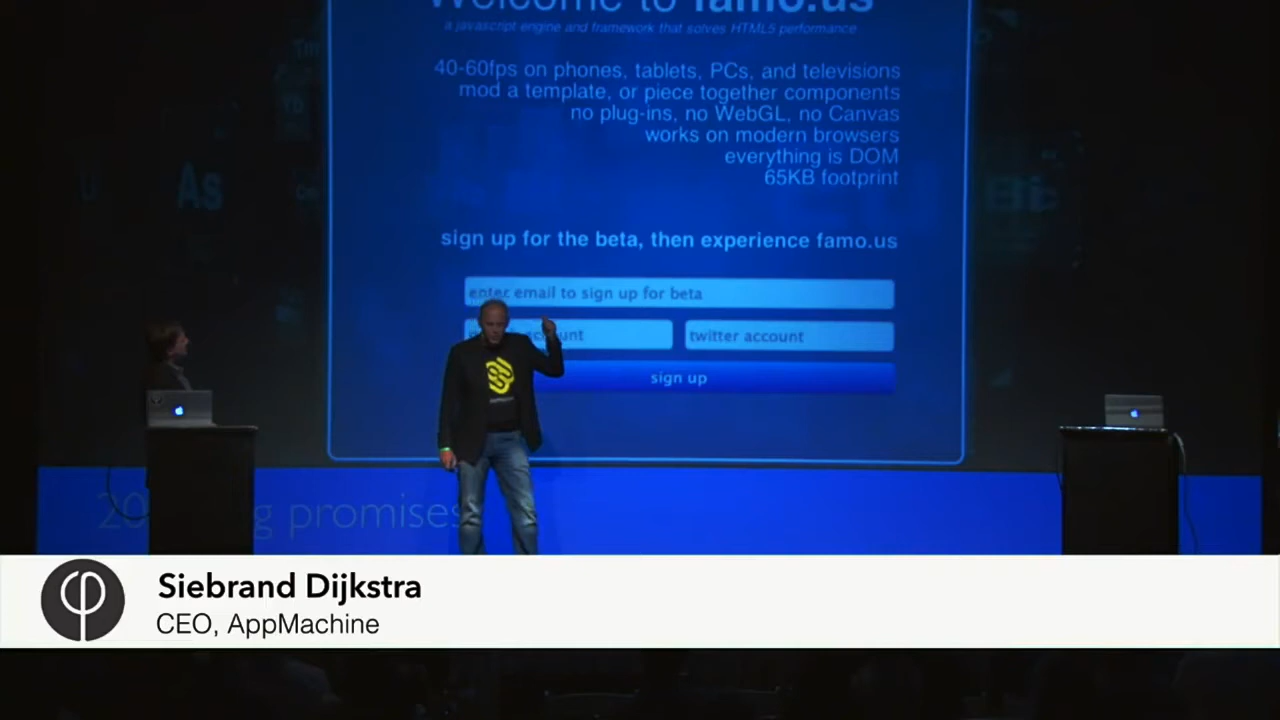 Welcome to famo.us
a javascript engine and framework that solves HTML5 performance
40-60fps on phones, tablets, PCs, and televisions
mod a template, or piece together components
no plug-ins, no WebGL, no Canvas
works on modern browsers
everything is DOM
65KB footprint
As
Bi
sign up for the beta, then experience famo.us
enter email to sign up for beta
twitter account
sign up
promises
Siebrand Dijkstra
CEO, AppMachine